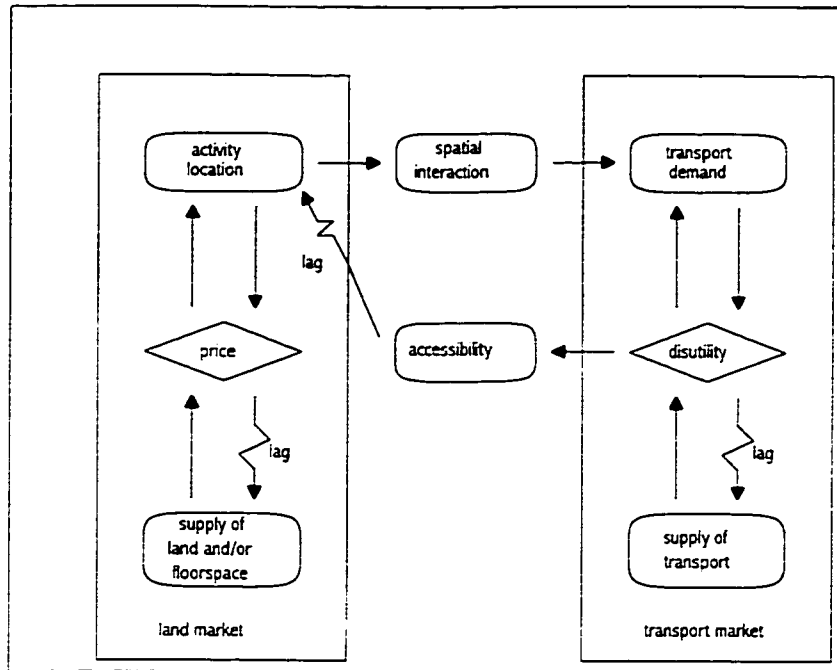 activity
location
spatial
interaction
transport
demand
lag
price
accessibility
disutility
lag
lag
supply of
land and/or
floorspace
supply of
transport
land market
transport market